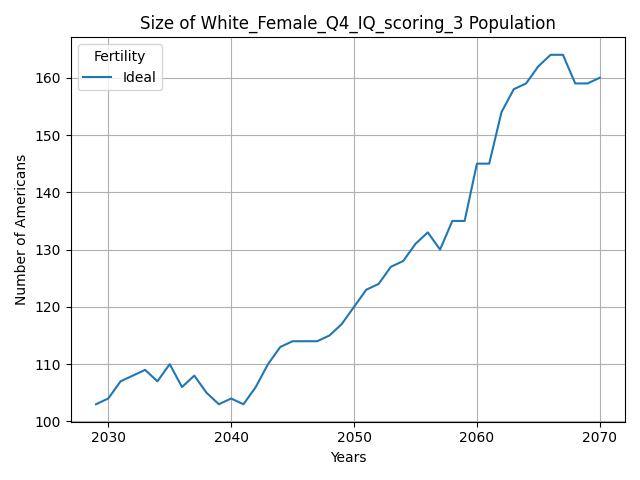 Size of White_Female_Q4_IQ_scoring_3 Population
Fertility
Ideal
Number of Americans
160
150
140
130
120
110
100
2030 2040 2050 2060 2070
Years